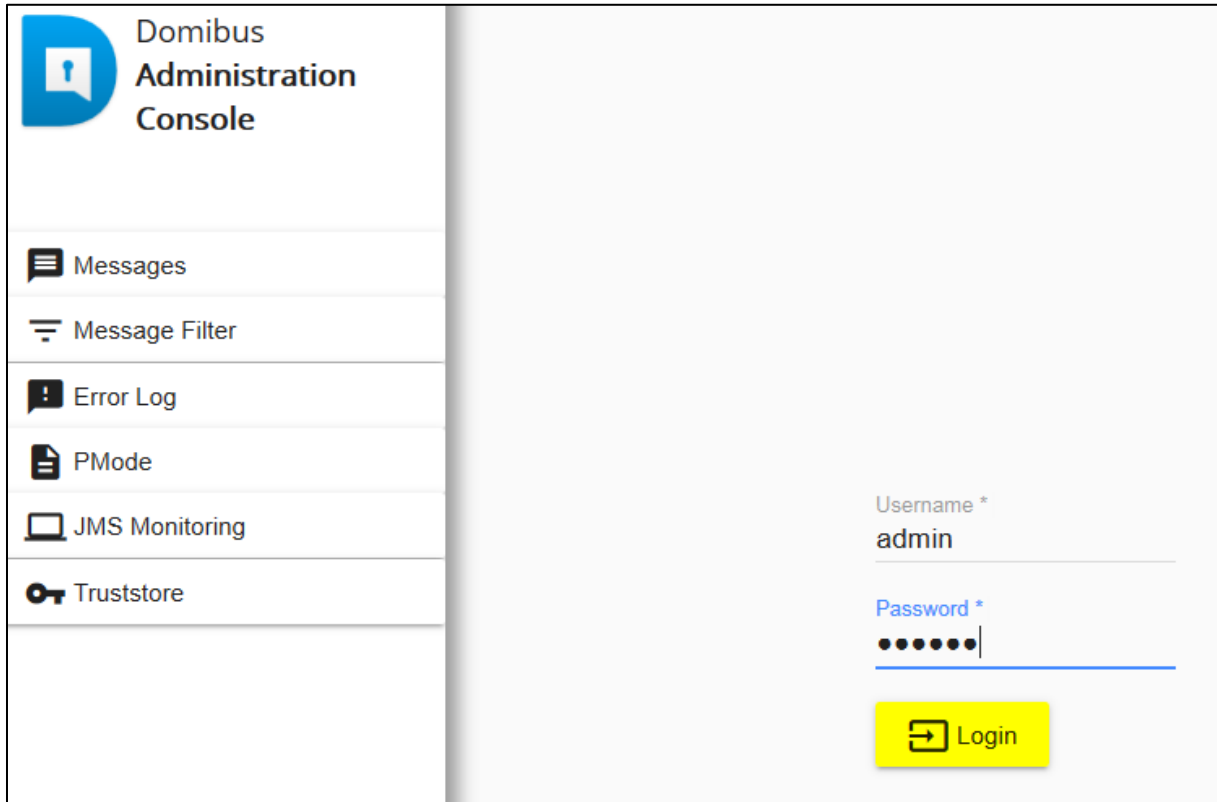 Domibus
Administration
Console
Messages
Message Filter
Error Log
PMode
JMS Monitoring
Truststore
Username *
admin
Password *
••••••
Login